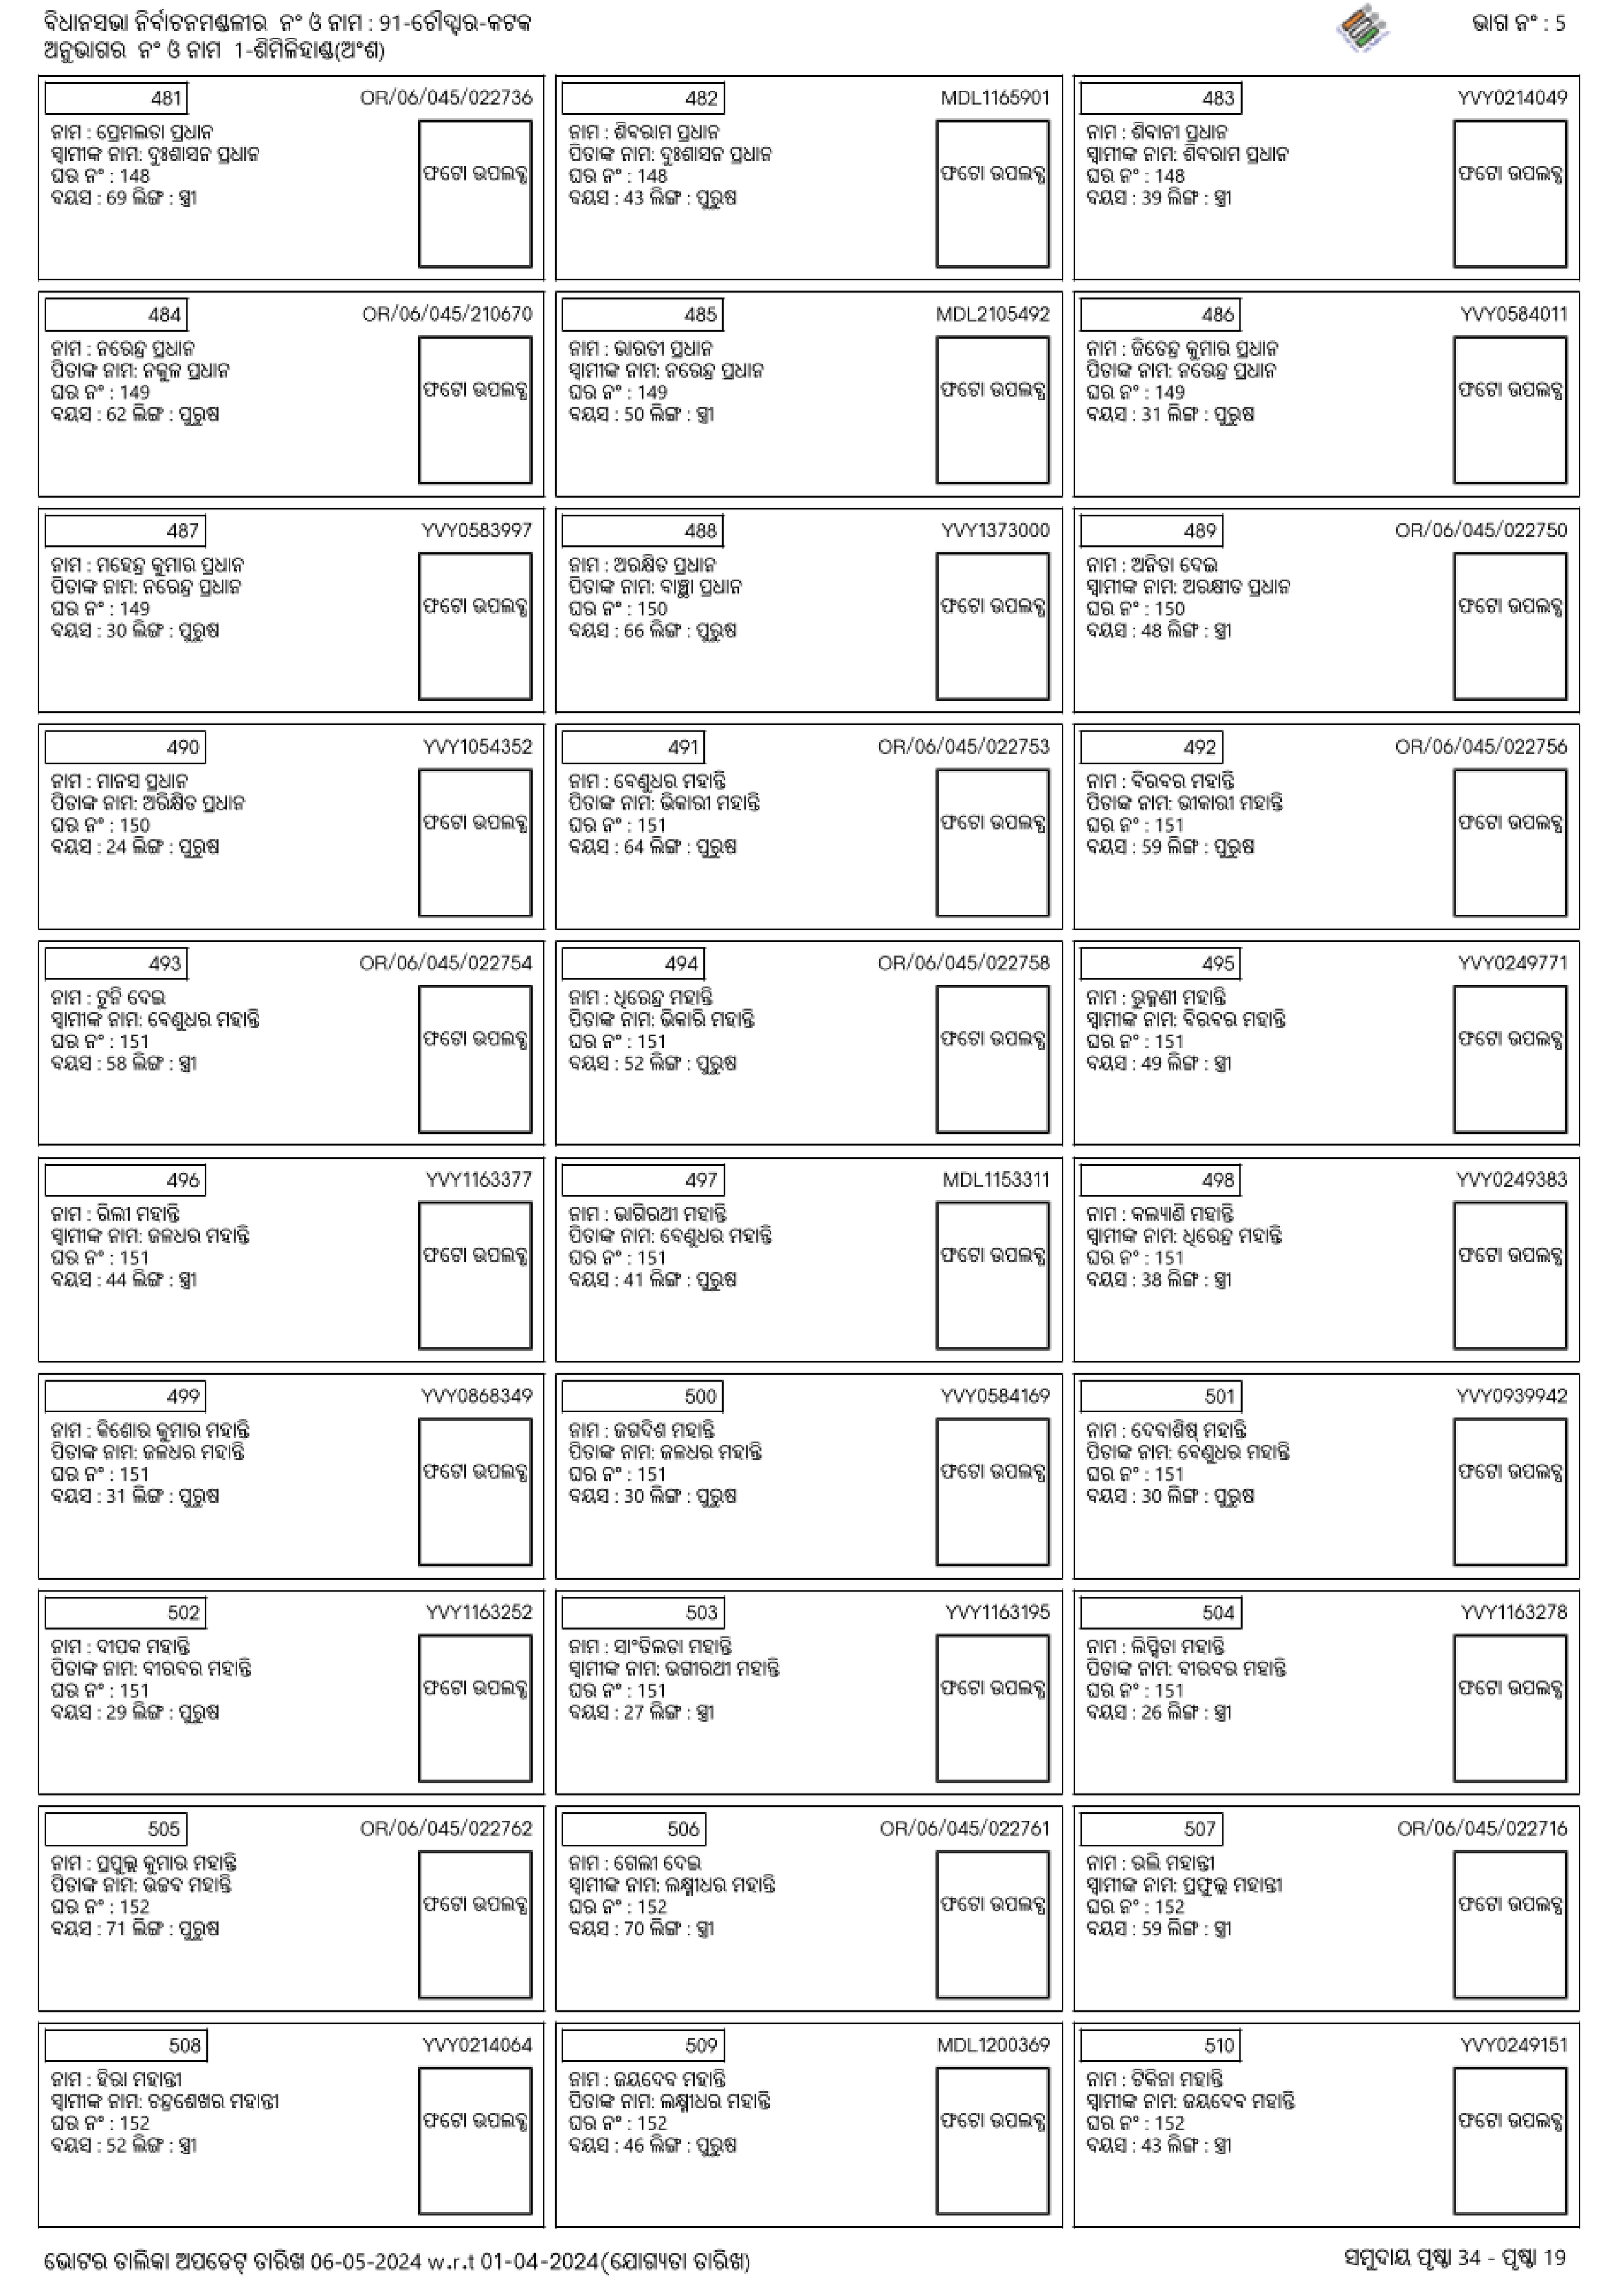 ବିଧାନସଭା ନିର୍ବାଚନମଣ୍ଡଳୀର ନଂ ଓ ନାମ : 91-ଚୌଦ୍ୱାର-କଟକ
ଅନୁଭାଗର ନଂ ଓ ନାମ 1-ଶିମିଳିହାଣ୍ଡା(ଅଂଶ)
ଭାଗ ନଂ : 5
481 OR/06/045/022736
ନାମ : ପ୍ରେମଲତା ପ୍ରଧାନ
ସ୍ୱାମୀଙ୍କ ନାମ: ଦୁଃଶାସନ ପ୍ରଧାନ
ଘର ନଂ : 148
ବୟସ : 69 ଲିଙ୍ଗ : ସ୍ତ୍ରୀ
ଫଟୋ ଉପଲବ୍ଧ
482 MDL1165901
ନାମ : ଶିବରାମ ପ୍ରଧାନ
ପିତାଙ୍କ ନାମ: ଦୁଃଶାସନ ପ୍ରଧାନ
ଘର ନଂ : 148
ବୟସ : 43 ଲିଙ୍ଗ : ପୁରୁଷ
ଫଟୋ ଉପଲବ୍ଧ
483 YVY0214049
ନାମ : ଶିବାନୀ ପ୍ରଧାନ
ସ୍ୱାମୀଙ୍କ ନାମ: ଶିବରାମ ପ୍ରଧାନ
ଘର ନଂ : 148
ବୟସ : 39 ଲିଙ୍ଗ : ସ୍ତ୍ରୀ
ଫଟୋ ଉପଲବ୍ଧ
484 OR/06/045/210670
ନାମ : ନରେନ୍ଦ୍ର ପ୍ରଧାନ
ପିତାଙ୍କ ନାମ: ନକୁଳ ପ୍ରଧାନ
ଘର ନଂ : 149
ବୟସ : 62 ଲିଙ୍ଗ : ପୁରୁଷ
ଫଟୋ ଉପଲବ୍ଧ
485 MDL2105492
ନାମ : ଭାରତୀ ପ୍ରଧାନ
ସ୍ୱାମୀଙ୍କ ନାମ: ନରେନ୍ଦ୍ର ପ୍ରଧାନ
ଘର ନଂ : 149
ବୟସ : 50 ଲିଙ୍ଗ : ସ୍ତ୍ରୀ
ଫଟୋ ଉପଲବ୍ଧ
486 YVY0584011
ନାମ : ଜିତେନ୍ଦ୍ର କୁମାର ପ୍ରଧାନ
ପିତାଙ୍କ ନାମ: ନରେନ୍ଦ୍ର ପ୍ରଧାନ
ଘର ନଂ : 149
ବୟସ : 31 ଲିଙ୍ଗ : ପୁରୁଷ
ଫଟୋ ଉପଲବ୍ଧ
487 YVY0583997
ନାମ : ମହେନ୍ଦ୍ର କୁମାର ପ୍ରଧାନ
ପିତାଙ୍କ ନାମ: ନରେନ୍ଦ୍ର ପ୍ରଧାନ
ଘର ନଂ : 149
ବୟସ : 30 ଲିଙ୍ଗ : ପୁରୁଷ
ଫଟୋ ଉପଲବ୍ଧ
488 YVY1373000
ନାମ : ଅରକ୍ଷିତ ପ୍ରଧାନ
ପିତାଙ୍କ ନାମ: ବାଞ୍ଛା ପ୍ରଧାନ
ଘର ନଂ : 150
ବୟସ : 66 ଲିଙ୍ଗ : ପୁରୁଷ
ଫଟୋ ଉପଲବ୍ଧ
489 OR/06/045/022750
ନାମ : ଅନିତା ଦେଇ
ସ୍ୱାମୀଙ୍କ ନାମ: ଅରକ୍ଷୀତ ପ୍ରଧାନ
ଘର ନଂ : 150
ବୟସ : 48 ଲିଙ୍ଗ : ସ୍ତ୍ରୀ
ଫଟୋ ଉପଲବ୍ଧ
490 YVY1054352
ନାମ : ମାନସ ପ୍ରଧାନ
ପିତାଙ୍କ ନାମ: ଅରିକ୍ଷିତ ପ୍ରଧାନ
ଘର ନଂ : 150
ବୟସ : 24 ଲିଙ୍ଗ : ପୁରୁଷ
ଫଟୋ ଉପଲବ୍ଧ
491 OR/06/045/022753
ନାମ : ବେଣୁଧର ମହାନ୍ତି
ପିତାଙ୍କ ନାମ: ଭିକାରୀ ମହାନ୍ତି
ଘର ନଂ : 151
ବୟସ : 64 ଲିଙ୍ଗ : ପୁରୁଷ
ଫଟୋ ଉପଲବ୍ଧ
492 OR/06/045/022756
ନାମ : ବିରବର ମହାନ୍ତି
ପିତାଙ୍କ ନାମ: ଭୀକାରୀ ମହାନ୍ତି
ଘର ନଂ : 151
ବୟସ : 59 ଲିଙ୍ଗ : ପୁରୁଷ
ଫଟୋ ଉପଲବ୍ଧ
493 OR/06/045/022754
ନାମ : ଟୁନି ଦେଇ
ସ୍ୱାମୀଙ୍କ ନାମ: ବେଣୁଧର ମହାନ୍ତି
ଘର ନଂ : 151
ବୟସ : 58 ଲିଙ୍ଗ : ସ୍ତ୍ରୀ
ଫଟୋ ଉପଲବ୍ଧ
494 OR/06/045/022758
ନାମ : ଧିରେନ୍ଦ୍ର ମହାନ୍ତି
ପିତାଙ୍କ ନାମ: ଭିକାରି ମହାନ୍ତି
ଘର ନଂ : 151
ବୟସ : 52 ଲିଙ୍ଗ : ପୁରୁଷ
ଫଟୋ ଉପଲବ୍ଧ
495 YVY0249771
ନାମ : ରୁକ୍ମଣୀ ମହାନ୍ତି
ସ୍ୱାମୀଙ୍କ ନାମ: ବିରବର ମହାନ୍ତି
ଘର ନଂ : 151
ବୟସ : 49 ଲିଙ୍ଗ : ସ୍ତ୍ରୀ
ଫଟୋ ଉପଲବ୍ଧ
496 YVY1163377
ନାମ : ରିଲୀ ମହାନ୍ତି
ସ୍ୱାମୀଙ୍କ ନାମ: ଜଳଧର ମହାନ୍ତି
ଘର ନଂ : 151
ବୟସ : 44 ଲିଙ୍ଗ : ସ୍ତ୍ରୀ
ଫଟୋ ଉପଲବ୍ଧ
497 MDL1153311
ନାମ : ଭାଗିରଥୀ ମହାନ୍ତି
ପିତାଙ୍କ ନାମ: ବେଣୁଧର ମହାନ୍ତି
ଘର ନଂ : 151
ବୟସ : 41 ଲିଙ୍ଗ : ପୁରୁଷ
ଫଟୋ ଉପଲବ୍ଧ
498 YVY0249383
ନାମ : କଲ୍ୟାଣି ମହାନ୍ତି
ସ୍ୱାମୀଙ୍କ ନାମ: ଧିରେନ୍ଦ୍ର ମହାନ୍ତି
ଘର ନଂ : 151
ବୟସ : 38 ଲିଙ୍ଗ : ସ୍ତ୍ରୀ
ଫଟୋ ଉପଲବ୍ଧ
499 YVY0868349
ନାମ : କିଶୋର କୁମାର ମହାନ୍ତି
ପିତାଙ୍କ ନାମ: ଜଳଧର ମହାନ୍ତି
ଘର ନଂ : 151
ବୟସ : 31 ଲିଙ୍ଗ : ପୁରୁଷ
ଫଟୋ ଉପଲବ୍ଧ
500 YVY0584169
ନାମ : ଜଗଦିଶ ମହାନ୍ତି
ପିତାଙ୍କ ନାମ: ଜଳଧର ମହାନ୍ତି
ଘର ନଂ : 151
ବୟସ : 30 ଲିଙ୍ଗ : ପୁରୁଷ
ଫଟୋ ଉପଲବ୍ଧ
501 YVY0939942
ନାମ : ଦେବାଶିଷ୍ ମହାନ୍ତି
ପିତାଙ୍କ ନାମ: ବେଣୁଧର ମହାନ୍ତି
ଘର ନଂ : 151
ବୟସ : 30 ଲିଙ୍ଗ : ପୁରୁଷ
ଫଟୋ ଉପଲବ୍ଧ
502 YVY1163252
ନାମ : ଦୀପକ ମହାନ୍ତି
ପିତାଙ୍କ ନାମ: ବୀରବର ମହାନ୍ତି
ଘର ନଂ : 151
ବୟସ : 29 ଲିଙ୍ଗ : ପୁରୁଷ
ଫଟୋ ଉପଲବ୍ଧ
503 YVY1163195
ନାମ : ସାଂତିଲତା ମହାନ୍ତି
ସ୍ୱାମୀଙ୍କ ନାମ: ଭଗୀରଥୀ ମହାନ୍ତି
ଘର ନଂ : 151
ବୟସ : 27 ଲିଙ୍ଗ : ସ୍ତ୍ରୀ
ଫଟୋ ଉପଲବ୍ଧ
504 YVY1163278
ନାମ : ଲିପ୍ସିତା ମହାନ୍ତି
ପିତାଙ୍କ ନାମ: ବୀରବର ମହାନ୍ତି
ଘର ନଂ : 151
ବୟସ : 26 ଲିଙ୍ଗ : ସ୍ତ୍ରୀ
ଫଟୋ ଉପଲବ୍ଧ
505 OR/06/045/022762
ନାମ : ପ୍ରପୁଲ୍ଲ କୁମାର ମହାନ୍ତି
ପିତାଙ୍କ ନାମ: ଉଚ୍ଚବ ମହାନ୍ତି
ଘର ନଂ : 152
ବୟସ : 71 ଲିଙ୍ଗ : ପୁରୁଷ
ଫଟୋ ଉପଲବ୍ଧ
506 OR/06/045/022761
ନାମ : ଗେଲୀ ଦେଇ
ସ୍ୱାମୀଙ୍କ ନାମ: ଲକ୍ଷ୍ମୀଧର ମହାନ୍ତି
ଘର ନଂ : 152
ବୟସ : 70 ଲିଙ୍ଗ : ସ୍ତ୍ରୀ
ଫଟୋ ଉପଲବ୍ଧ
507 OR/06/045/022716
ନାମ : ଭଲି ମହାନ୍ତୀ
ସ୍ୱାମୀଙ୍କ ନାମ: ପ୍ରଫୁଲ୍ଲ ମହାନ୍ତୀ
ଘର ନଂ : 152
ବୟସ : 59 ଲିଙ୍ଗ : ସ୍ତ୍ରୀ
ଫଟୋ ଉପଲବ୍ଧ
508 YVY0214064
ନାମ : ହିରା ମହାନ୍ତୀ
ସ୍ୱାମୀଙ୍କ ନାମ: ଚନ୍ଦ୍ରଶେଖର ମହାନ୍ତୀ
ଘର ନଂ : 152
ବୟସ : 52 ଲିଙ୍ଗ : ସ୍ତ୍ରୀ
ଫଟୋ ଉପଲବ୍ଧ
509 MDL1200369
ନାମ : ଜୟଦେବ ମହାନ୍ତି
ପିତାଙ୍କ ନାମ: ଲକ୍ଷ୍ମୀଧର ମହାନ୍ତି
ଘର ନଂ : 152
ବୟସ : 46 ଲିଙ୍ଗ : ପୁରୁଷ
ଫଟୋ ଉପଲବ୍ଧ
510 YVY0249151
ନାମ : ଟିକିନା ମହାନ୍ତି
ସ୍ୱାମୀଙ୍କ ନାମ: ଜୟଦେବ ମହାନ୍ତି
ଘର ନଂ : 152
ବୟସ : 43 ଲିଙ୍ଗ : ସ୍ତ୍ରୀ
ଫଟୋ ଉପଲବ୍ଧ
ଭୋଟର ତାଲିକା ଅପଡେଟ୍ ତାରିଖ 06-05-2024 w.r.t 01-04-2024(ଯୋଗ୍ୟତା ତାରିଖ)
ସମୁଦାୟ ପୃଷ୍ଠା 34 - ପୃଷ୍ଠା 19